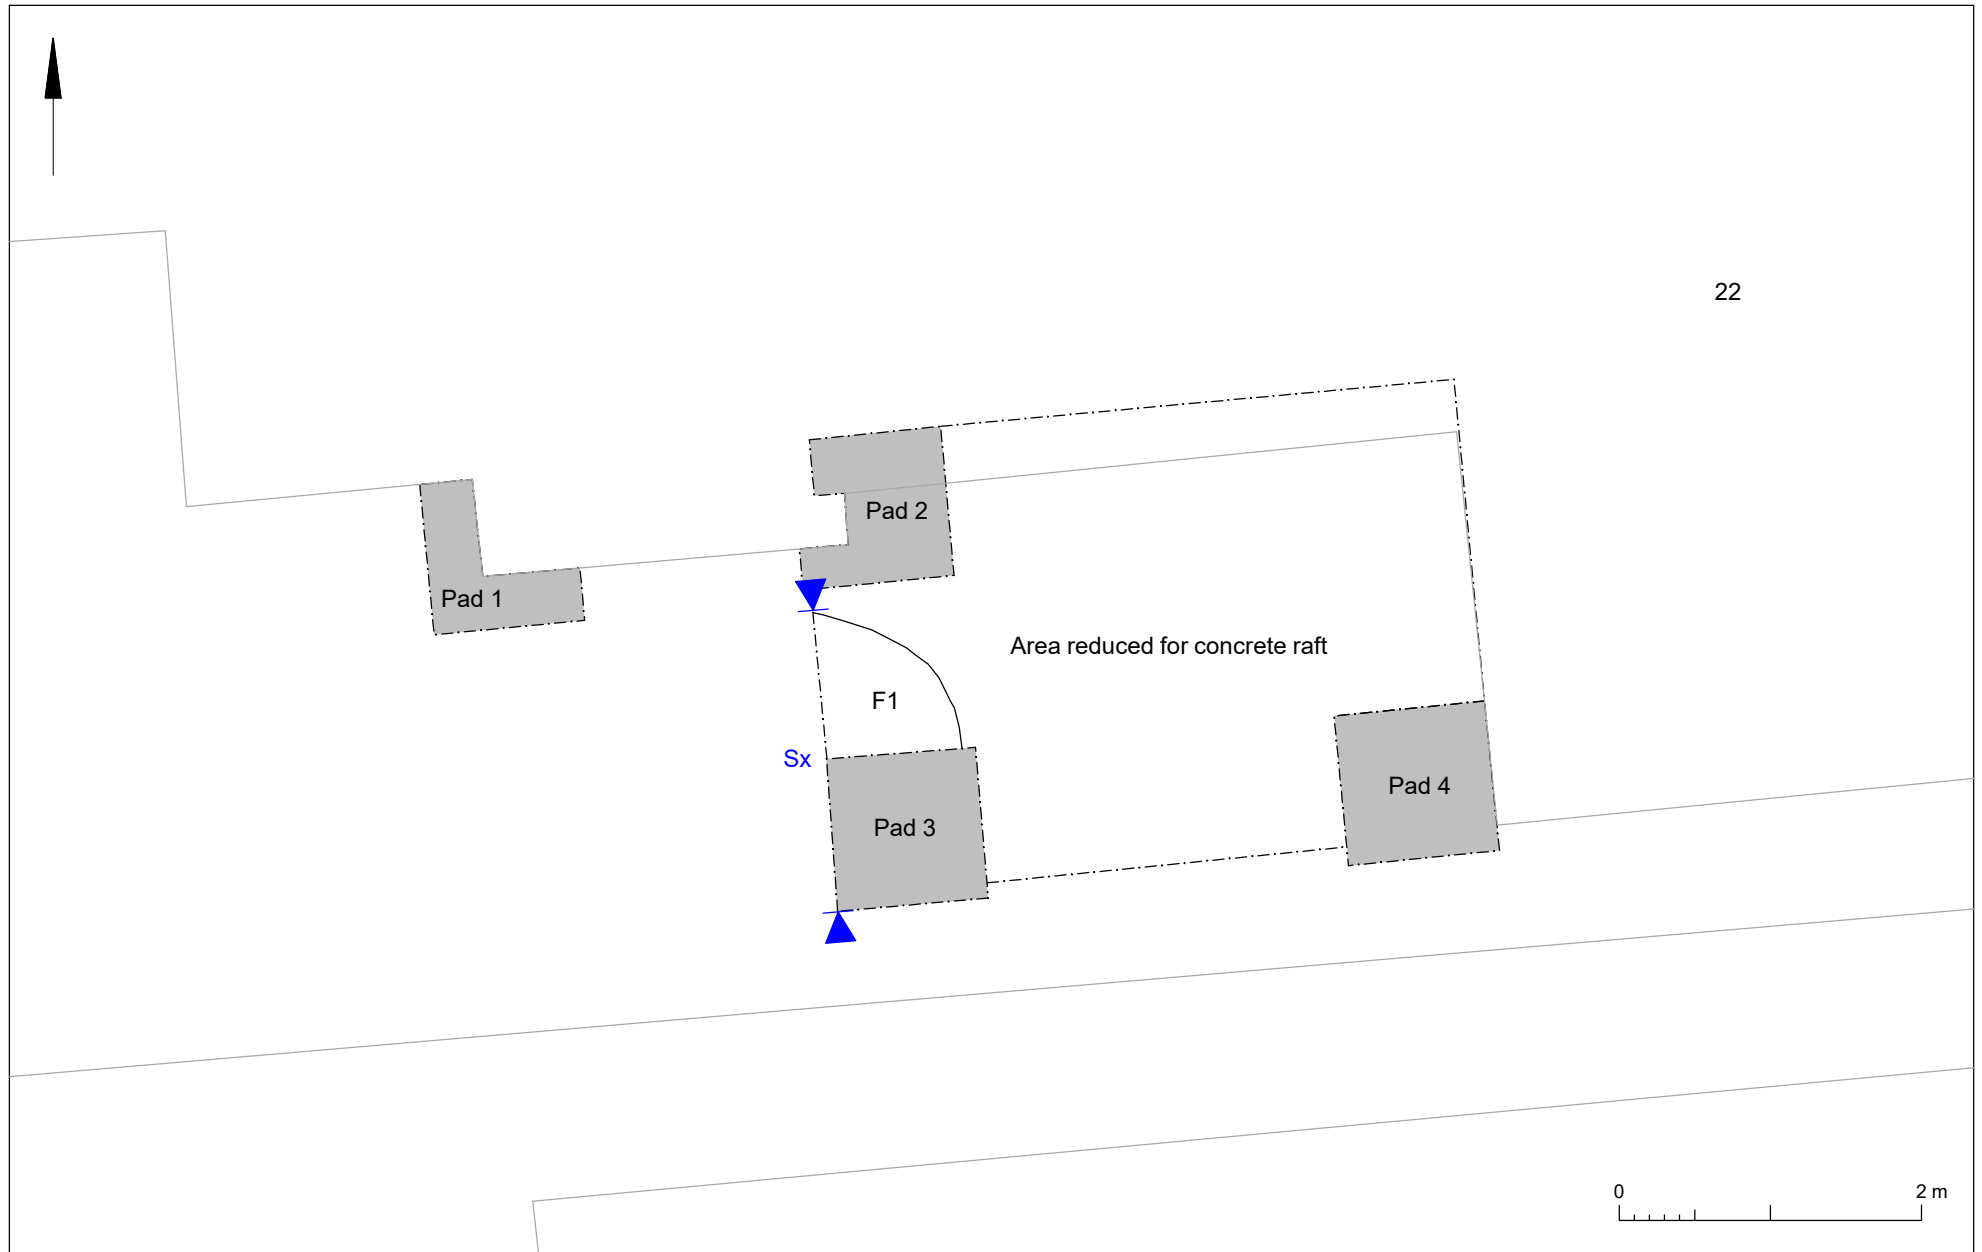 22
Pad 2
Pad 1
Area reduced for concrete raft
F1
Sx
Pad 4
Pad 3
0 2 m